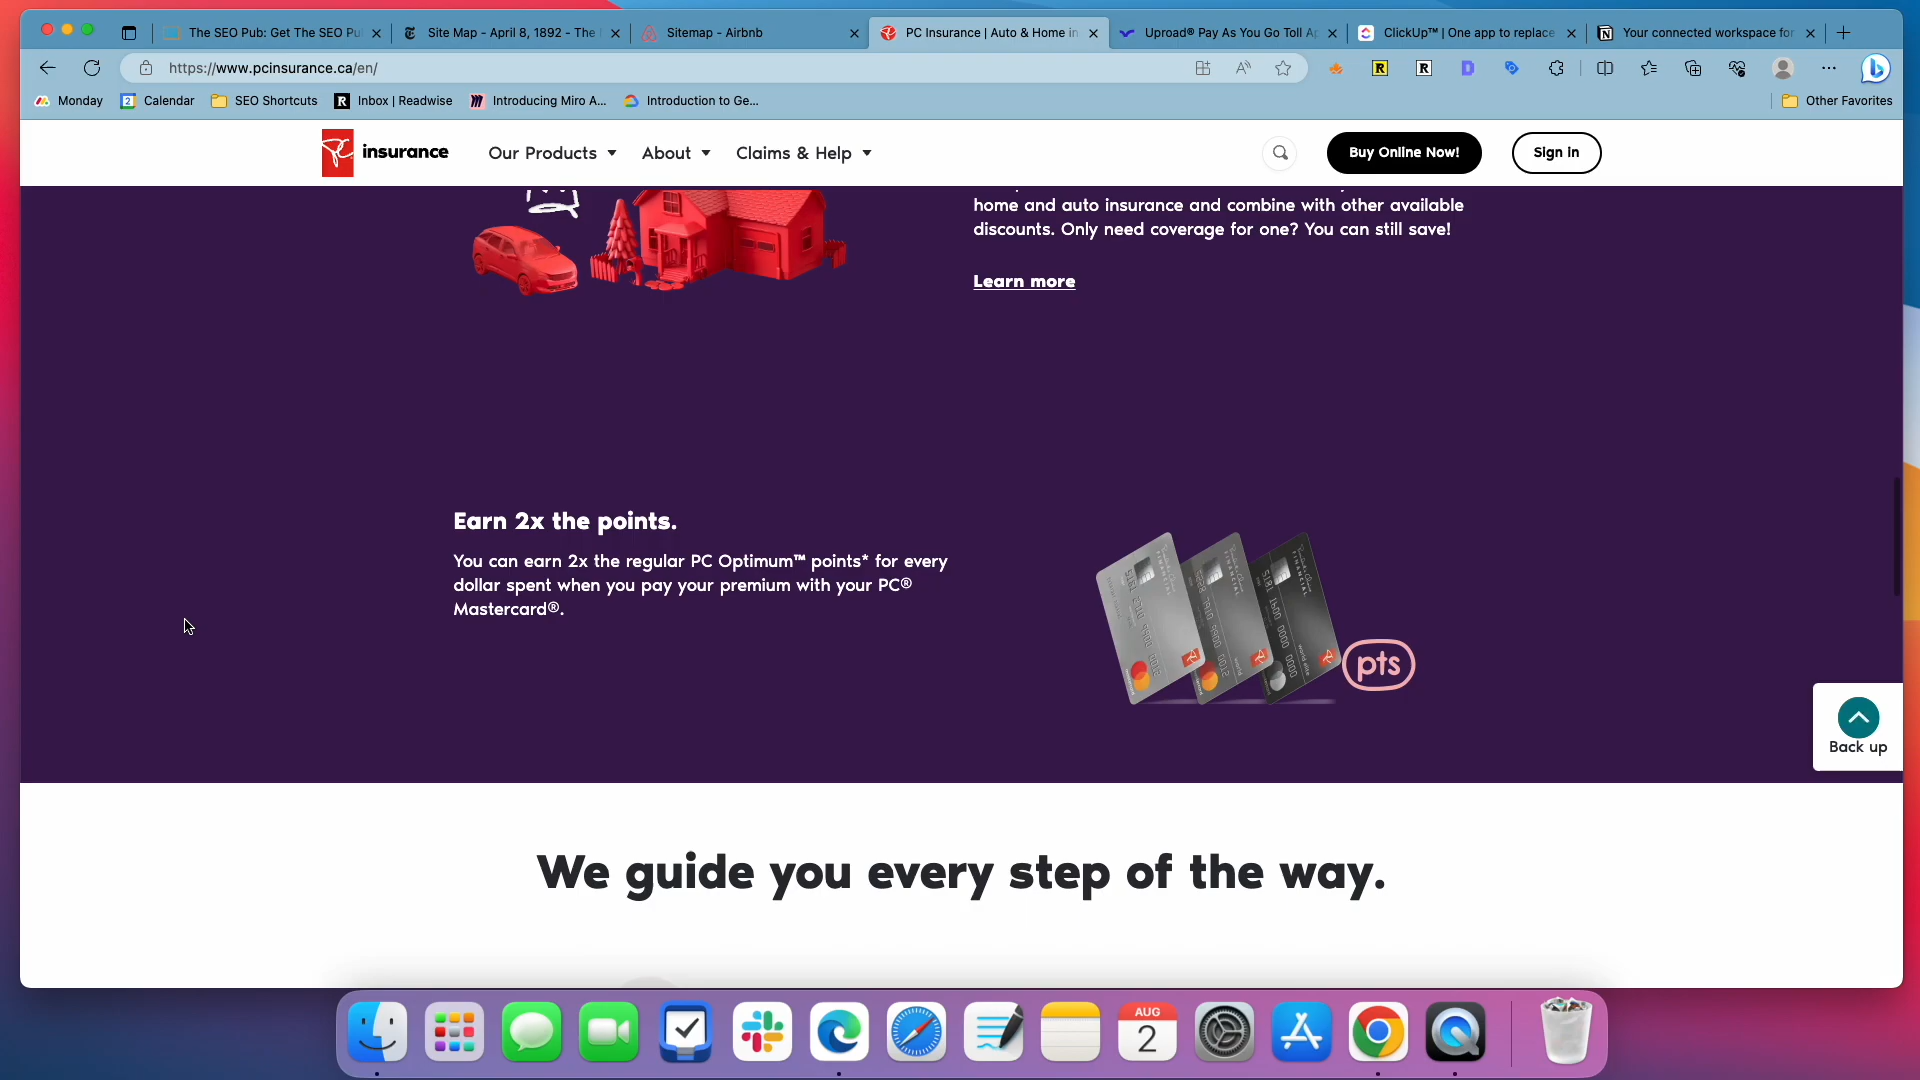 The SEO Pub: Get The SEO Pu
Site Map - April 8, 1892 - The
Sitemap - Airbnb
PC Insurance | Auto & Home in
Uproad® Pay As You Go Toll Ap
ClickUp™ | One app to replace
Your connected workspace for
https://www.pcinsurance.ca/en/
Monday
Calendar
SEO Shortcuts
Inbox | Readwise
Introducing Miro A...
Introduction to Ge...
Other Favorites
insurance
Our Products
About
Claims & Help
Buy Online Now!
Sign in
home and auto insurance and combine with other available
discounts. Only need coverage for one? You can still save!
Learn more
Earn 2x the points.
You can earn 2x the regular PC Optimum™ points* for every
dollar spent when you pay your premium with your PC®
Mastercard®.
pts
Back up
We guide you every step of the way.
AUG
2